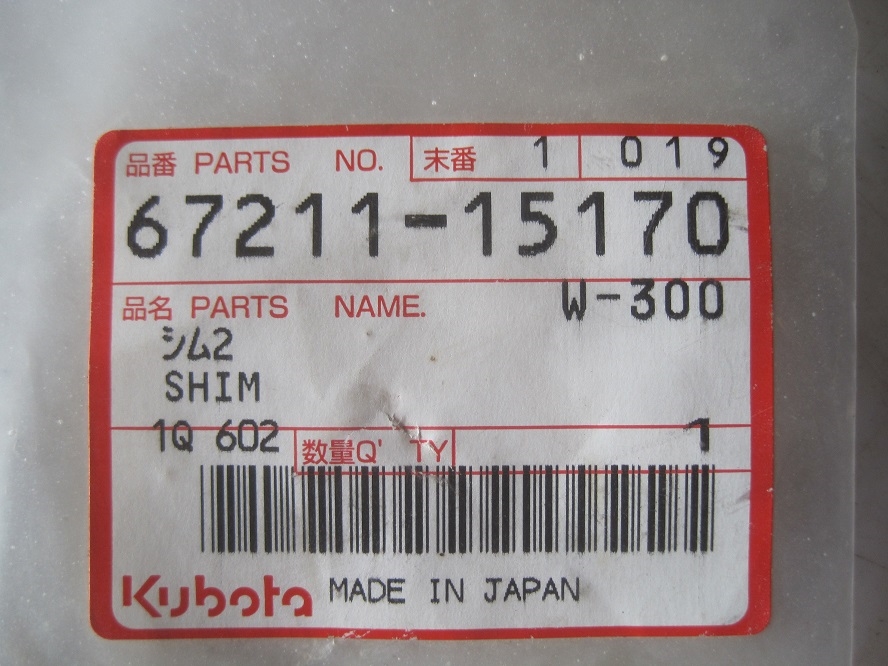 品番 PARTS NO. 末番 1 019
67211-15170
品名 PARTS NAME. W-300
シム2
SHIM
1Q 602 数量Q' TY 1
Kubota MADE IN JAPAN